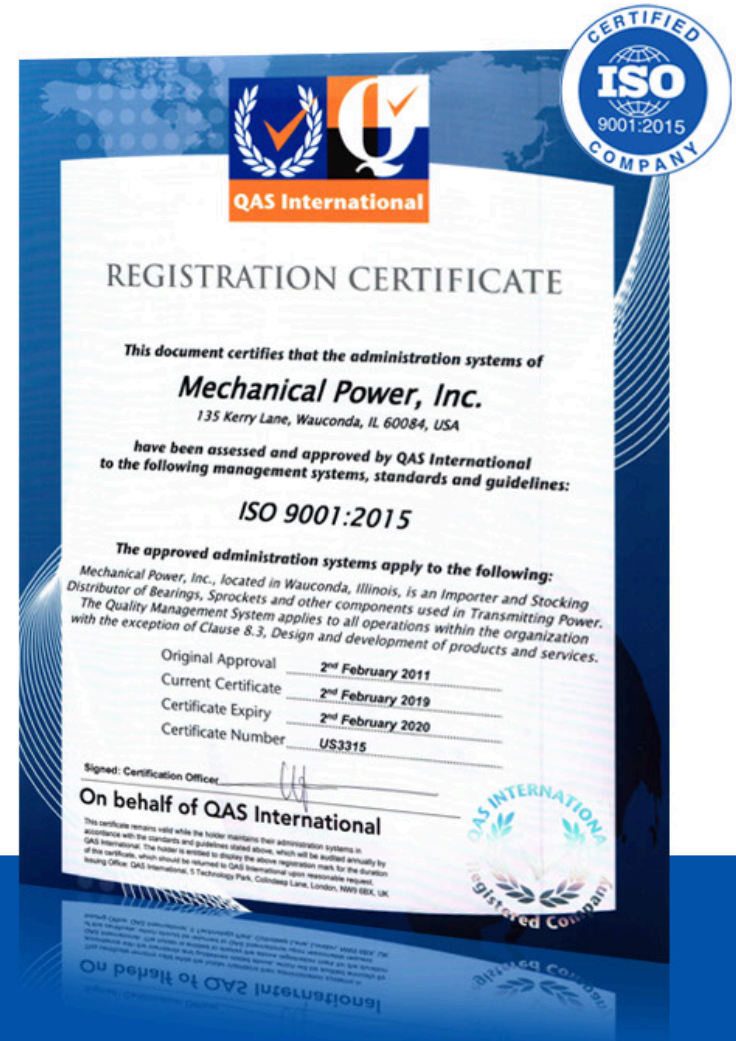 CERTIFIED
ISO
9001:2015
COMPANY
Q
QAS International
REGISTRATION CERTIFICATE
This document certifies that the administration systems of
Mechanical Power, Inc.
135 Kerry Lane, Wauconda, IL 60084, USA
have been assessed and approved by QAS International
to the following management systems, standards and guidelines:
ISO 9001:2015
The approved administration systems apply to the following:
Mechanical Power, Inc., located in Wauconda, Illinois, is an Importer and Stocking
Distributor of Bearings, Sprockets and other components used in Transmitting Power.
The Quality Management System applies to all operations within the organization
with the exception of Clause 8.3, Design and development of products and services.
Original Approval 2nd February 2011
Current Certificate 2nd February 2019
Certificate Expiry 2nd February 2020
Certificate Number US3315
Signed: Certification Officer
On behalf of QAS International
This certificate remains valid while the holder maintains their administration systems in
accordance with the standards and guidelines stated above, which will be audited annually by
QAS International. The holder is entitled to display the above registration mark for the duration
of this certificate, which should be returned to QAS International upon reasonable request.
Issuing Office: QAS International, 5 Technology Park, Colindeep Lane, London, NW9 6BX, UK
QAS INTERNATIONAL
Registered Company